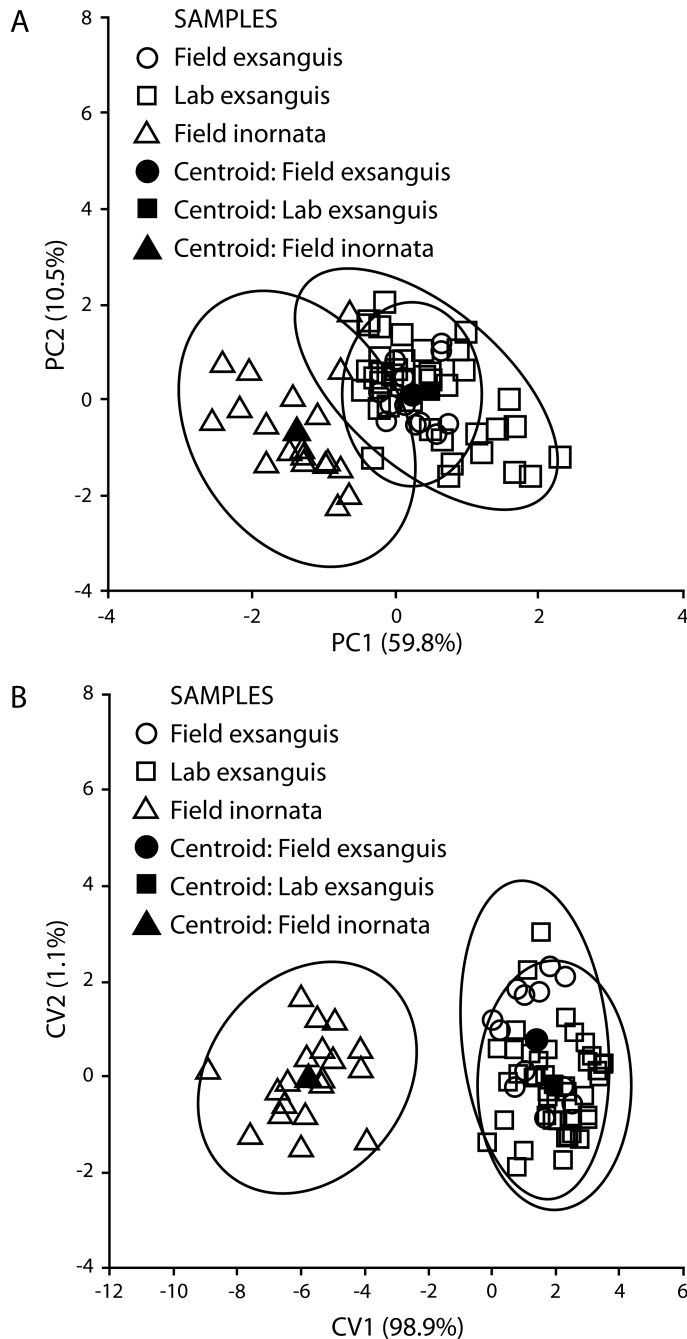 A
SAMPLES
Field exsanguis
Lab exsanguis
Field inornata
Centroid: Field exsanguis
Centroid: Lab exsanguis
Centroid: Field inornata
8
6
4
2
0
-2
-4
PC2 (10.5%)
-4
-2
0
2
4
PC1 (59.8%)
B
SAMPLES
Field exsanguis
Lab exsanguis
Field inornata
Centroid: Field exsanguis
Centroid: Lab exsanguis
Centroid: Field inornata
8
6
4
2
0
-2
-4
CV2 (1.1%)
-12
-10
-8
-6
-4
-2
0
2
4
6
CV1 (98.9%)